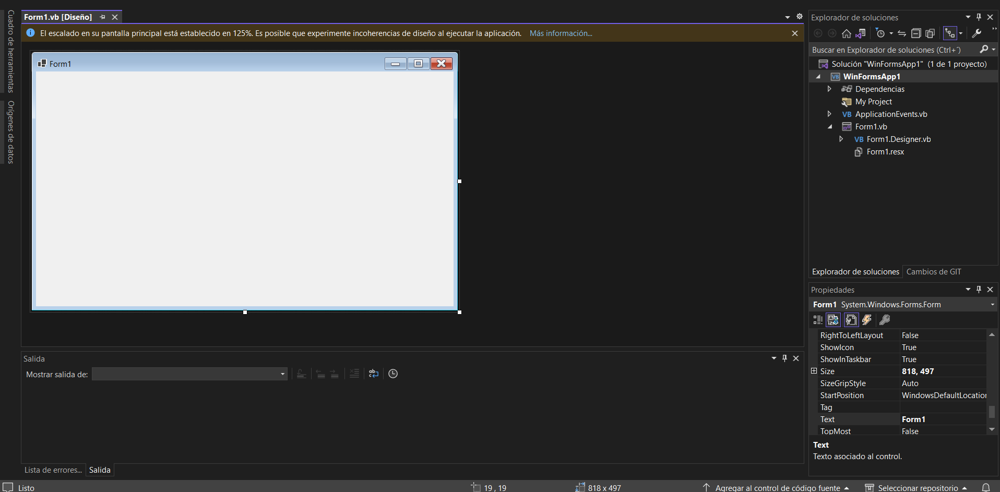 Cuadro de herramientas
Orígenes de datos
Form1.vb [Diseño]
El escalado en su pantalla principal está establecido en 125%. Es posible que experimente incoherencias de diseño al ejecutar la aplicación. Más información...
Form1
Salida
Mostrar salida de:
Lista de errores...
Salida
Explorador de soluciones
Buscar en Explorador de soluciones (Ctrl+´)
Solución "WinFormsApp1" (1 de 1 proyecto)
VB WinFormsApp1
Dependencias
My Project
VB ApplicationEvents.vb
Form1.vb
VB Form1.Designer.vb
Form1.resx
Explorador de soluciones
Cambios de GIT
Propiedades
Form1 System.Windows.Forms.Form
RightToLeftLayout False
ShowIcon True
ShowInTaskbar True
Size 818, 497
SizeGripStyle Auto
StartPosition WindowsDefaultLocation
Tag
Text Form1
TopMost False
Text
Texto asociado al control.
Listo
19 , 19
818 x 497
Agregar al control de código fuente
Seleccionar repositorio